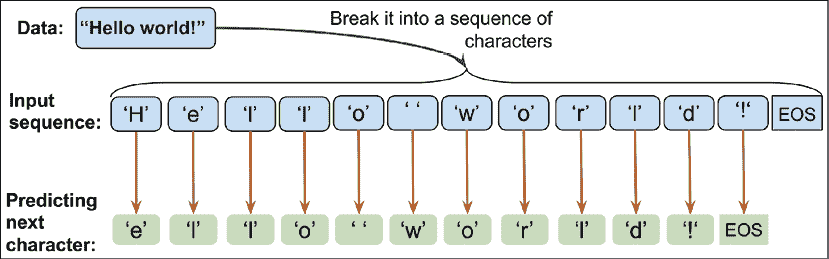 Data: "Hello world!" Break it into a sequence of
characters
Input
sequence: 'H' 'e' 'l' 'l' 'o' ' ' 'w' 'o' 'r' 'l' 'd' '!' EOS
Predicting
next
character: 'e' 'l' 'l' 'o' ' ' 'w' 'o' 'r' 'l' 'd' '!' EOS